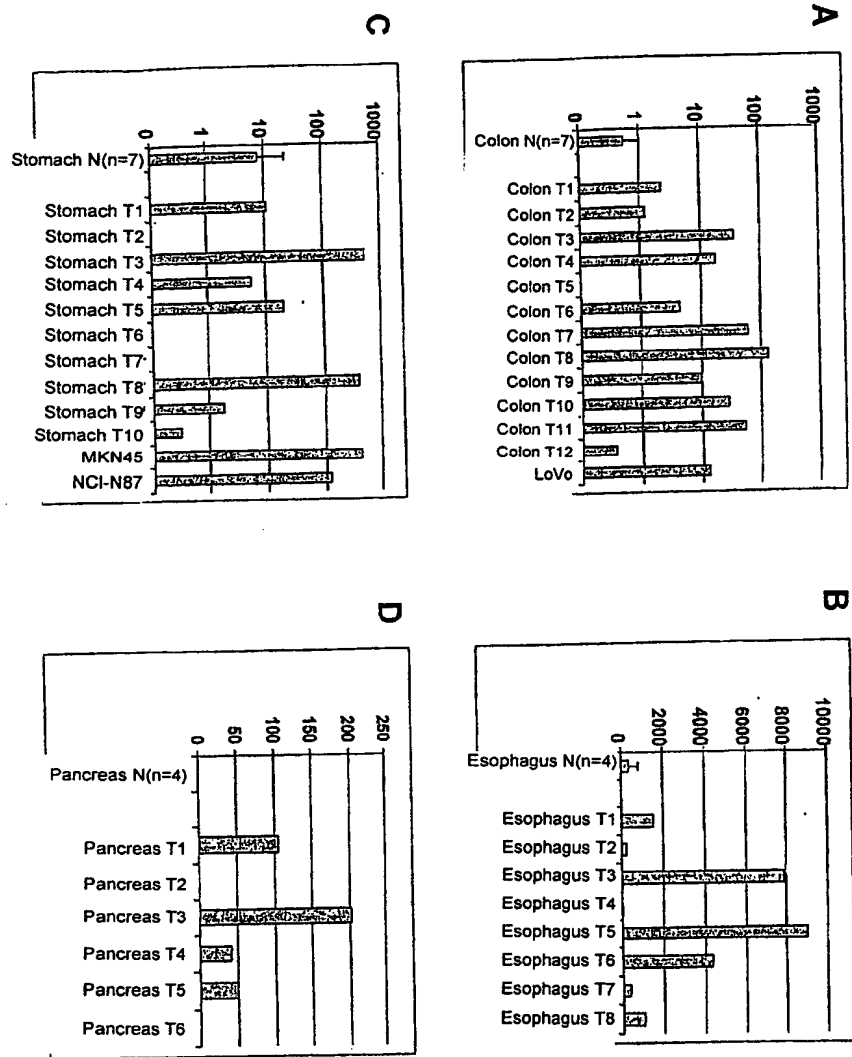 A
1000
100
10
1
0
Colon N(n=7)
Colon T1
Colon T2
Colon T3
Colon T4
Colon T5
Colon T6
Colon T7
Colon T8
Colon T9
Colon T10
Colon T11
Colon T12
LoVo
B
10000
8000
6000
4000
2000
0
Esophagus N(n=4)
Esophagus T1
Esophagus T2
Esophagus T3
Esophagus T4
Esophagus T5
Esophagus T6
Esophagus T7
Esophagus T8
C
1000
100
10
1
0
Stomach N(n=7)
Stomach T1
Stomach T2
Stomach T3
Stomach T4
Stomach T5
Stomach T6
Stomach T7
Stomach T8
Stomach T9
Stomach T10
MKN45
NCI-N87
D
250
200
150
100
50
0
Pancreas N(n=4)
Pancreas T1
Pancreas T2
Pancreas T3
Pancreas T4
Pancreas T5
Pancreas T6